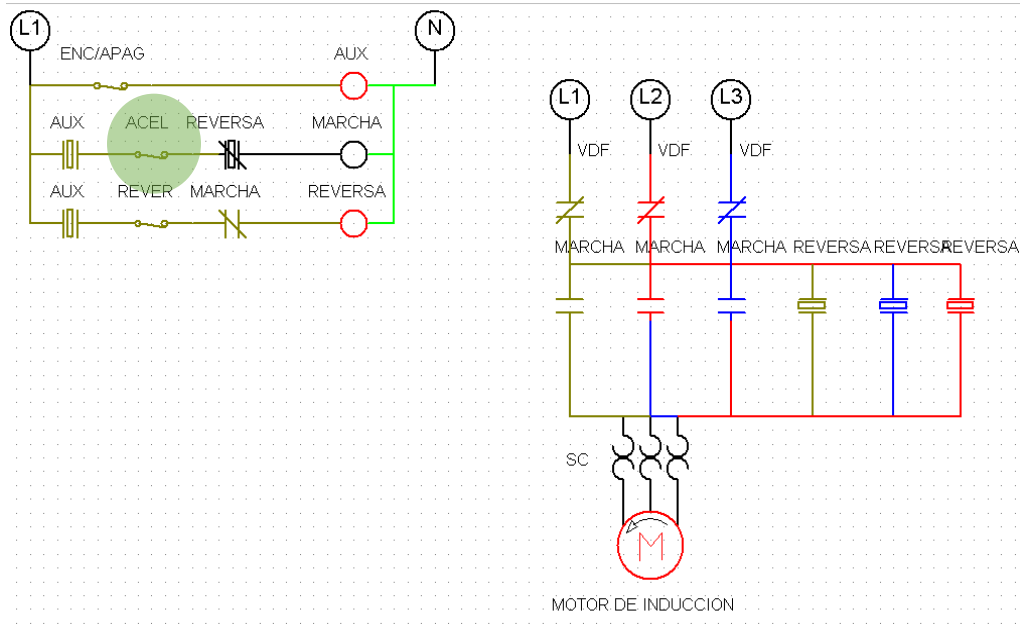 L1
N
ENC/APAG
AUX
AUX
ACEL
REVERSA
MARCHA
AUX
REVER
MARCHA
REVERSA
L1
L2
L3
VDF
VDF
VDF
MARCHA
MARCHA
MARCHA
REVERSA
REVERSA
REVERSA
SC
M
MOTOR DE INDUCCION